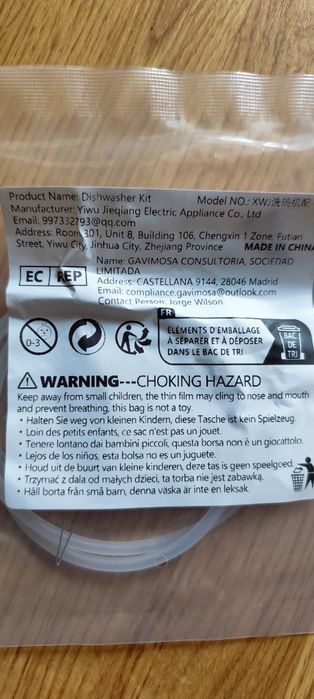 Product Name: Dishwasher Kit Model NO.: XWJ洗碗机配
Manufacturer: Yiwu Jieqiang Electric Appliance Co., Ltd
Email: 997332793@qq.com
Address: Room 301, Unit 8, Building 106, Chengxin 1 Zone, Futian
Street, Yiwu City, Jinhua City, Zhejiang Province MADE IN CHINA
EC REP
Name: GAVIMOSA CONSULTORIA, SOCIEDAD
LIMITADA
Address: CASTELLANA 9144, 28046 Madrid
Email: compliance.gavimosa@outlook.com
Contact Person: Jorge Wilson
0-3
FR
ÉLÉMENTS D'EMBALLAGE
À SÉPARER ET À DÉPOSER
DANS LE BAC DE TRI
BAC
DE
TRI
WARNING---CHOKING HAZARD
Keep away from small children, the thin film may cling to nose and mouth
and prevent breathing, this bag is not a toy.
• Halten Sie weg von kleinen Kindern, diese Tasche ist kein Spielzeug.
• Loin des petits enfants, ce sac n'est pas un jouet.
• Tenere lontano dai bambini piccoli, questa borsa non è un giocattolo.
• Lejos de los niños, esta bolsa no es un juguete.
• Houd uit de buurt van kleine kinderen, deze tas is geen speelgoed.
• Trzymać z dala od małych dzieci, ta torba nie jest zabawką.
• Håll borta från små barn, denna väska är inte en leksak.